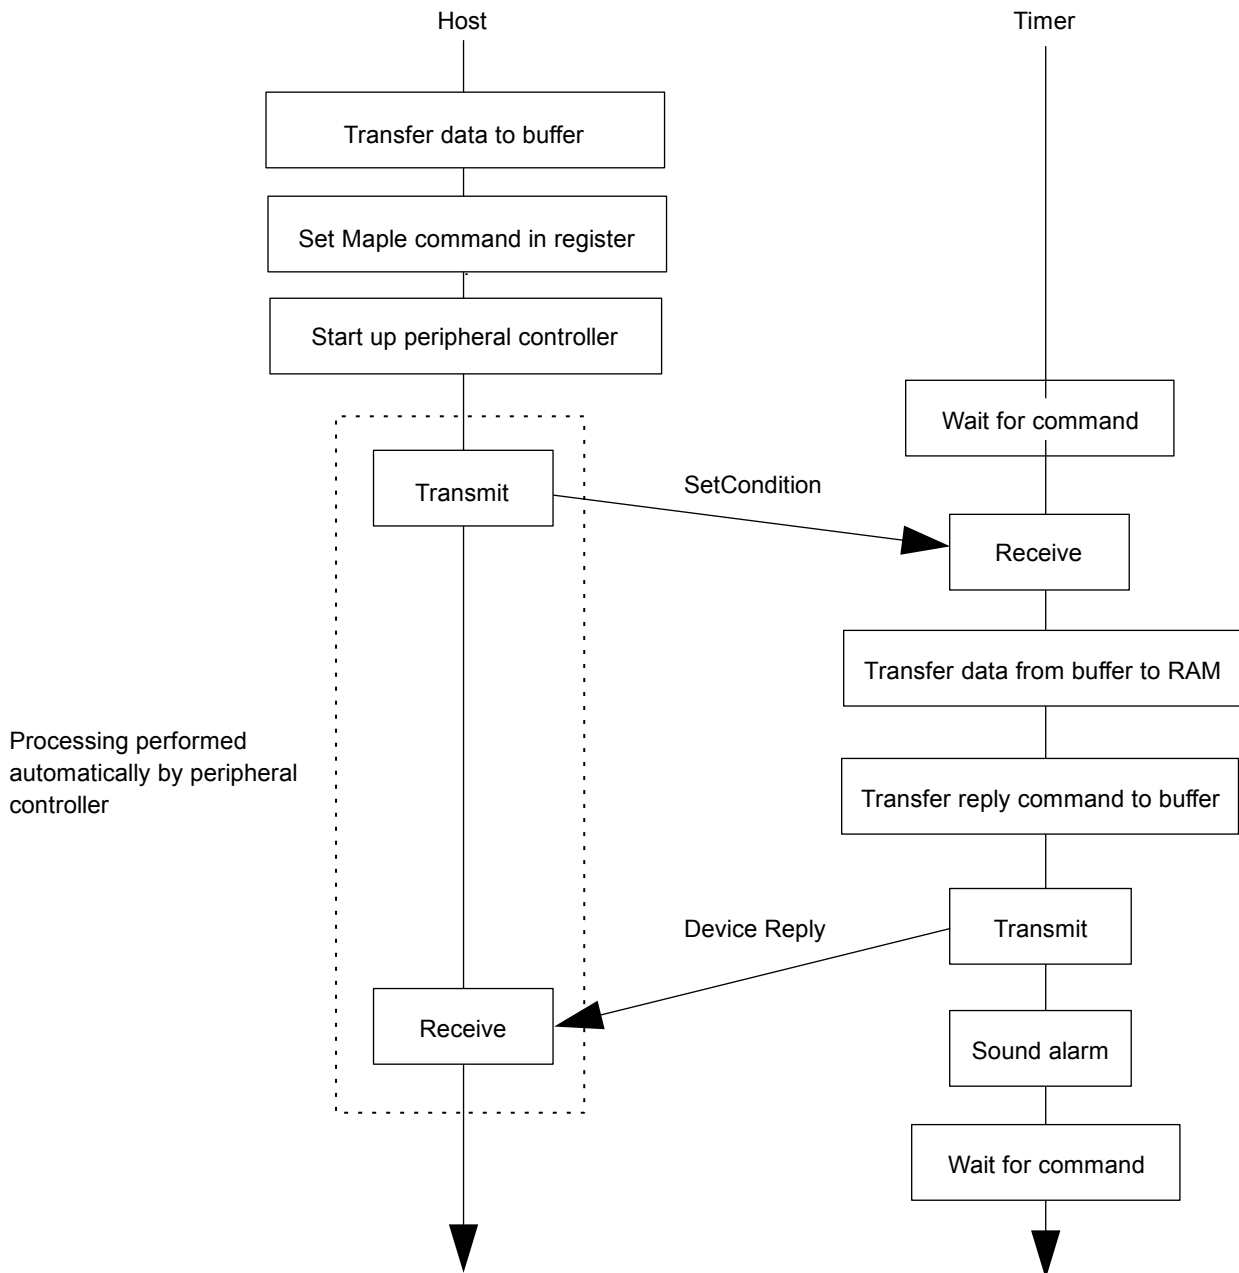 Host
Timer
Transfer data to buffer
Set Maple command in register
Start up peripheral controller
Wait for command
Transmit
SetCondition
Receive
Transfer data from buffer to RAM
Processing performed
automatically by peripheral
controller
Transfer reply command to buffer
Transmit
Device Reply
Receive
Sound alarm
Wait for command